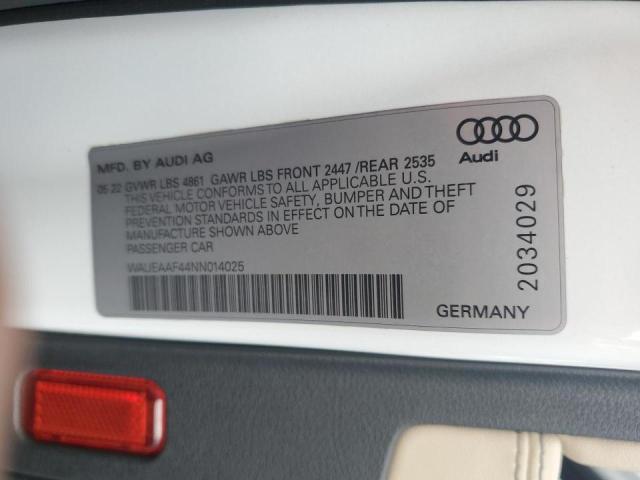 MFD. BY AUDI AG
05 22 GVWR LBS 4861 GAWR LBS FRONT 2447 /REAR 2535
THIS VEHICLE CONFORMS TO ALL APPLICABLE U.S.
FEDERAL MOTOR VEHICLE SAFETY, BUMPER AND THEFT
PREVENTION STANDARDS IN EFFECT ON THE DATE OF
MANUFACTURE SHOWN ABOVE
PASSENGER CAR
WAUEAAF44NN014025
Audi
2034029
GERMANY